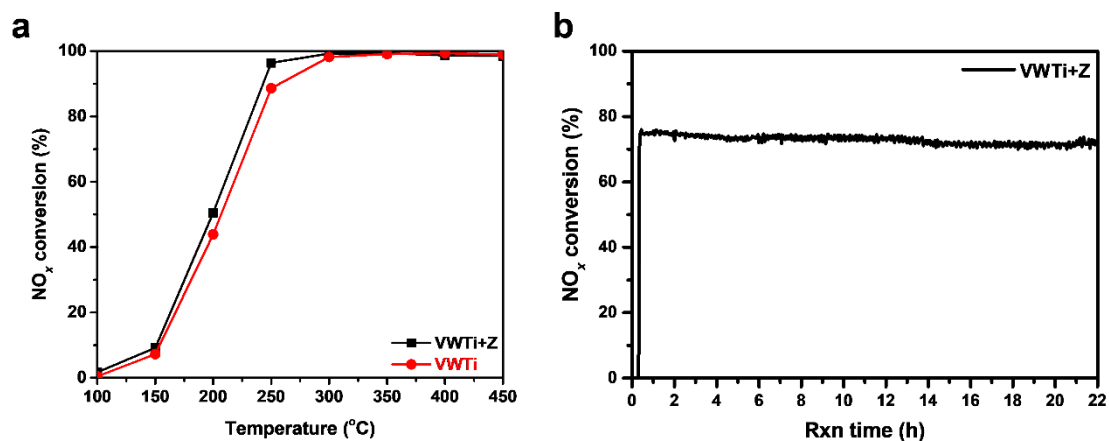 a
NOx conversion (%)
100
80
60
40
20
0
VWTi+Z
VWTi
100 150 200 250 300 350 400 450
Temperature (oC)
b
NOx conversion (%)
100
80
60
40
20
0
VWTi+Z
0 2 4 6 8 10 12 14 16 18 20 22
Rxn time (h)